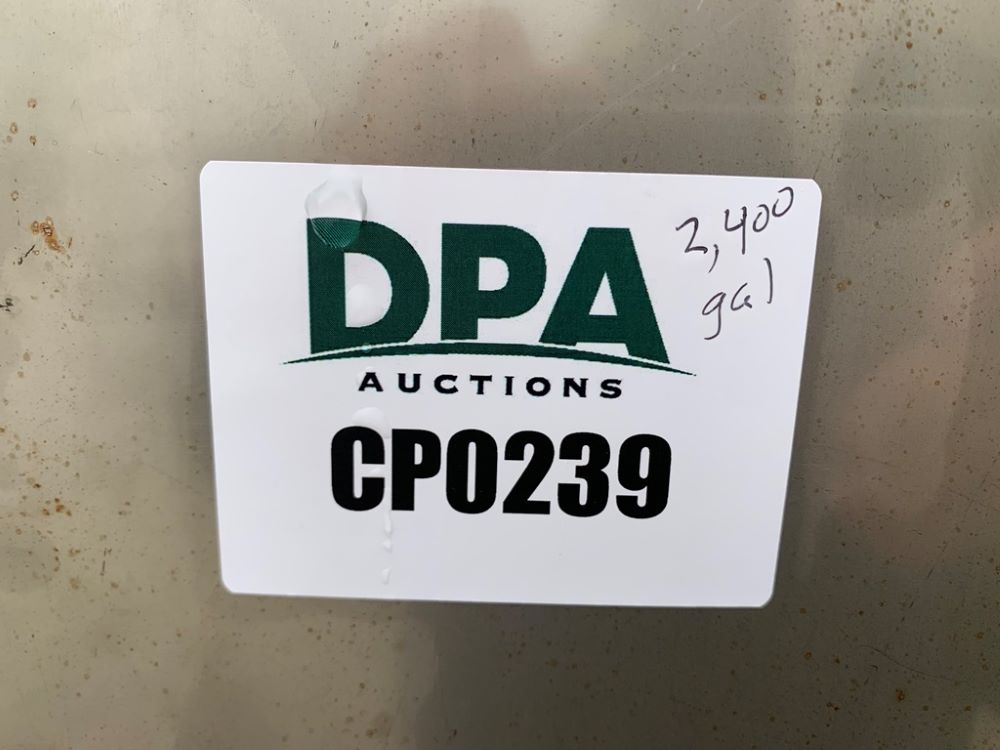 DPA
AUCTIONS
2,400
gal
CP0239